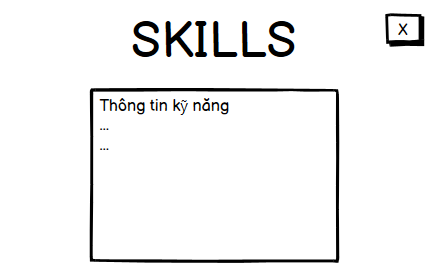 SKILLS
X
Thông tin kỹ năng
...
...